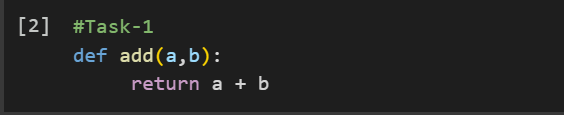 [2] #Task-1
def add(a,b):
return a + b